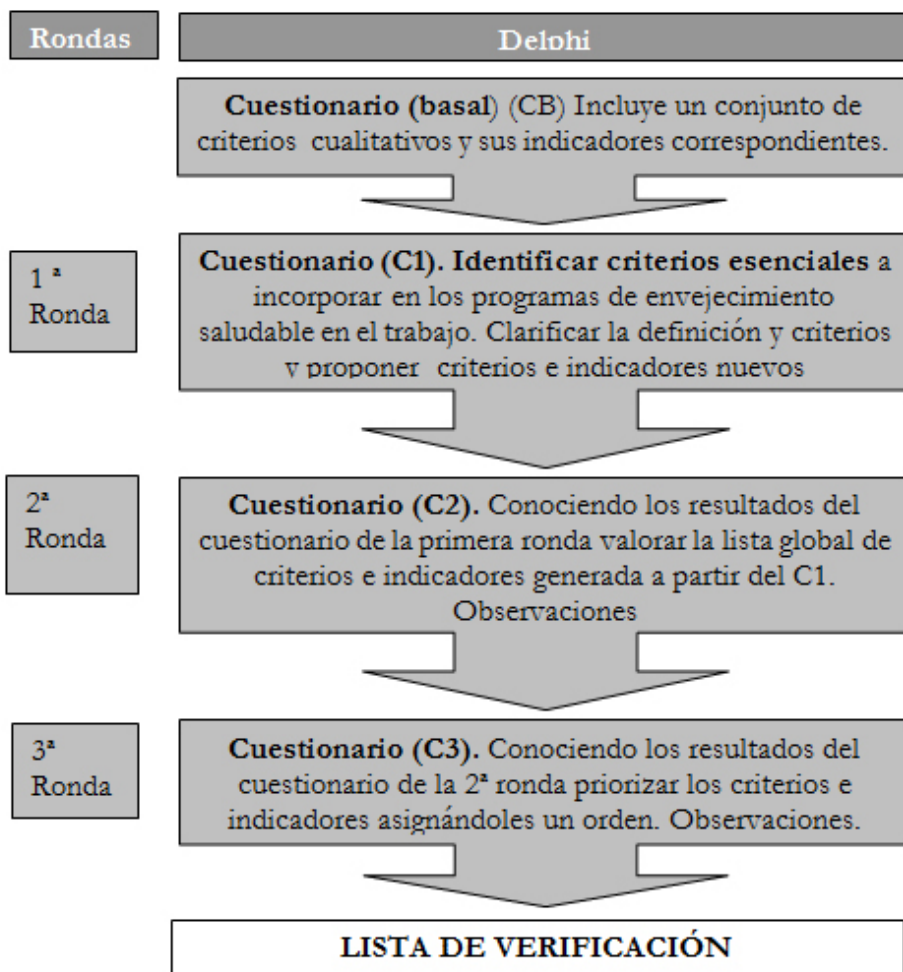 Rondas
Delphi
Cuestionario (basal) (CB) Incluye un conjunto de
criterios cualitativos y sus indicadores correspondientes.
1ª
Ronda
Cuestionario (C1). Identificar criterios esenciales a
incorporar en los programas de envejecimiento
saludable en el trabajo. Clarificar la definición y criterios
y proponer criterios e indicadores nuevos
2ª
Ronda
Cuestionario (C2). Conociendo los resultados del
cuestionario de la primera ronda valorar la lista global de
criterios e indicadores generada a partir del C1.
Observaciones
3ª
Ronda
Cuestionario (C3). Conociendo los resultados del
cuestionario de la 2ª ronda priorizar los criterios e
indicadores asignándoles un orden. Observaciones.
LISTA DE VERIFICACIÓN